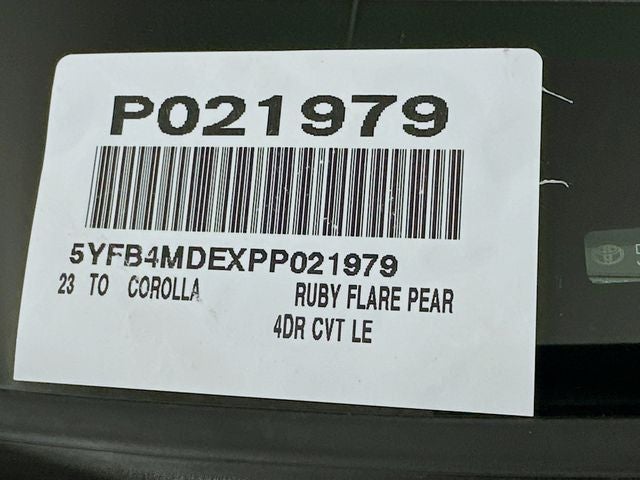 P021979
5YFB4MDEXPP021979
23 TO COROLLA RUBY FLARE PEAR
4DR CVT LE